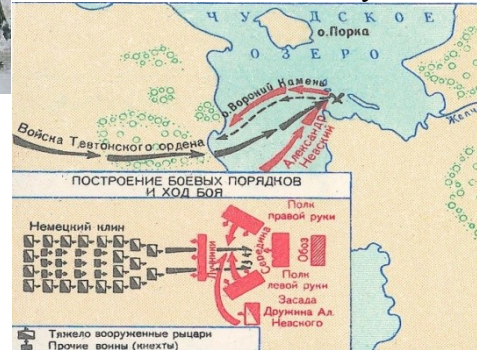 ЧУДСКОЕ
ОЗЕРО
о.Порка
о.Вороний Камень
Войска Тевтонского ордена
Александр
Невский
Желча
ПОСТРОЕНИЕ БОЕВЫХ ПОРЯДКОВ
И ХОД БОЯ
Немецкий клин
Лучники
Полк
правой руки
Середина
Обоз
Полк
левой руки
Засада
Дружина Ал.
Невского
Тяжело вооруженные рыцари
Прочие воины (кнехты)